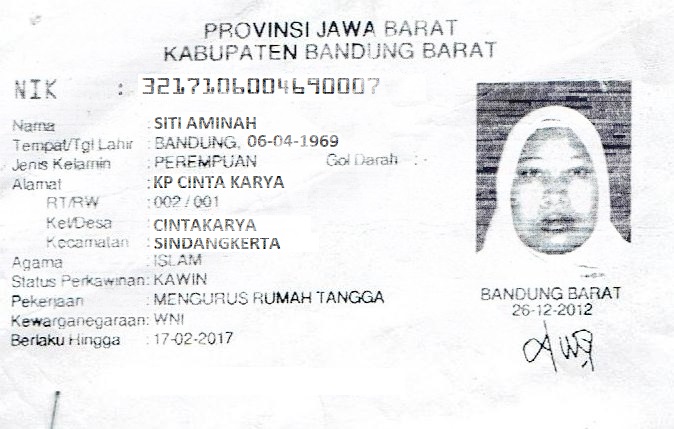 PROVINSI JAWA BARAT
KABUPATEN BANDUNG BARAT
NIK : 3217106004690007
Nama : SITI AMINAH
Tempat/Tgl Lahir : BANDUNG, 06-04-1969
Jenis Kelamin : PEREMPUAN Gol Darah : -
Alamat : KP CINTA KARYA
RT/RW : 002 / 001
Kel/Desa : CINTAKARYA
Kecamatan : SINDANGKERTA
Agama : ISLAM
Status Perkawinan: KAWIN
Pekerjaan : MENGURUS RUMAH TANGGA
Kewarganegaraan: WNI
Berlaku Hingga : 17-02-2017
BANDUNG BARAT
26-12-2012